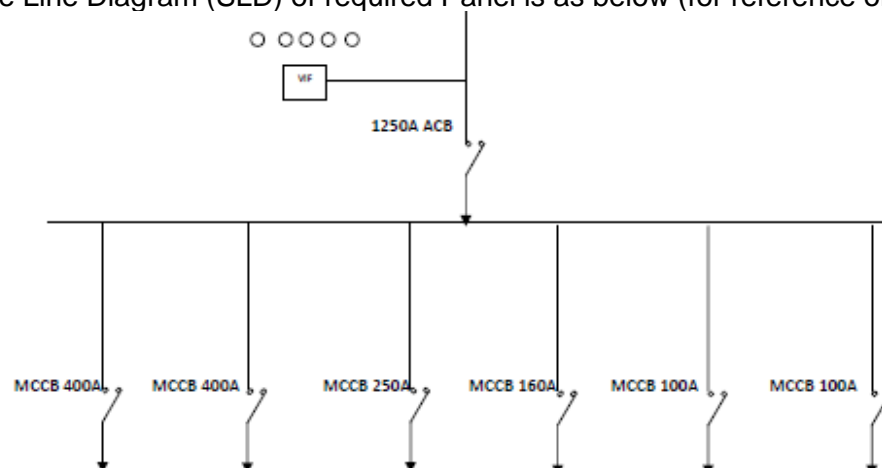 e Line Diagram (SLD) of required Panel is as below (for reference o
VIF
1250A ACB
MCCB 400A MCCB 400A MCCB 250A MCCB 160A MCCB 100A MCCB 100A